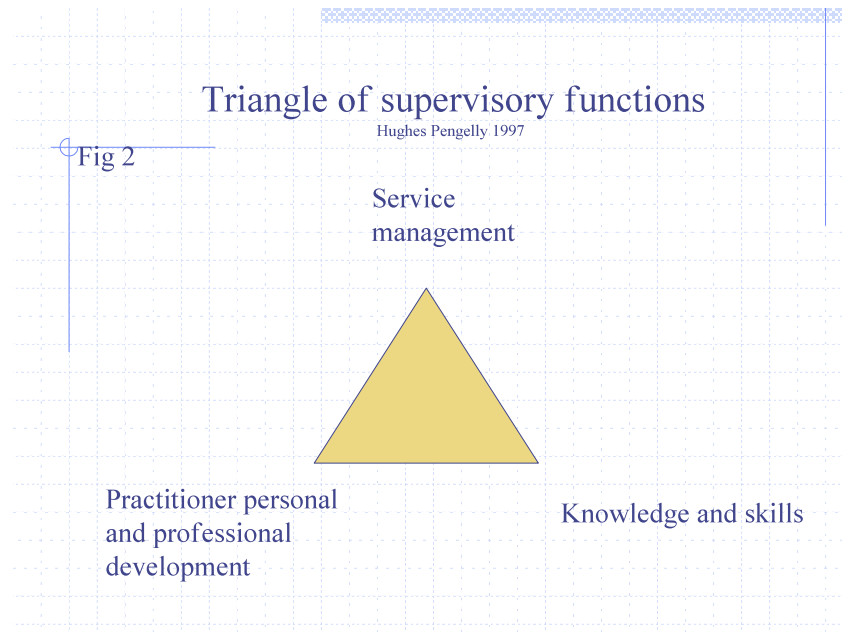 Triangle of supervisory functions
Hughes Pengelly 1997
Fig 2
Service
management
Practitioner personal
and professional
development
Knowledge and skills